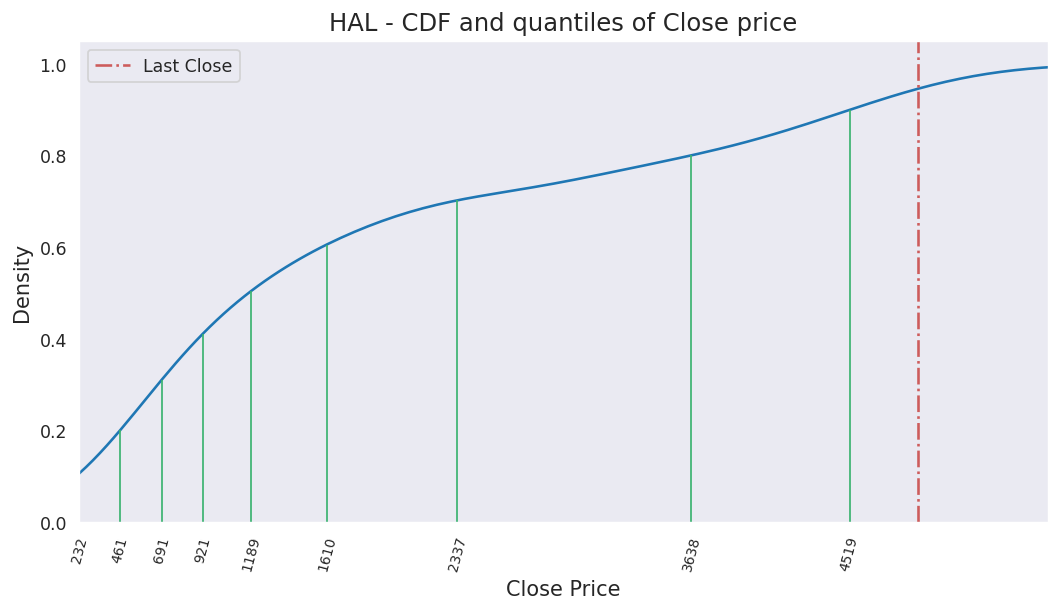 HAL - CDF and quantiles of Close price
Last Close
1.0
0.8
0.6
0.4
0.2
0.0
Density
232 461 691 921 1189 1610 2337 3638 4519
Close Price